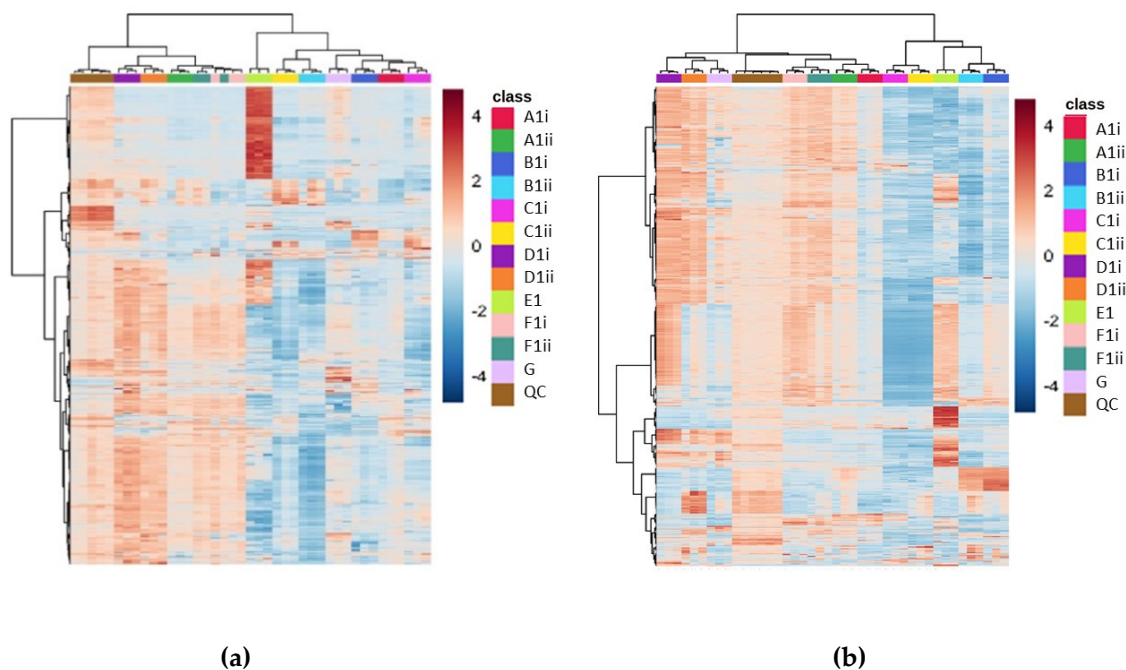 class
4
2
0
-2
-4
A1i
A1ii
B1i
B1ii
C1i
C1ii
D1i
D1ii
E1
F1i
F1ii
G
QC
class
4
2
0
-2
-4
A1i
A1ii
B1i
B1ii
C1i
C1ii
D1i
D1ii
E1
F1i
F1ii
G
QC
(a)
(b)